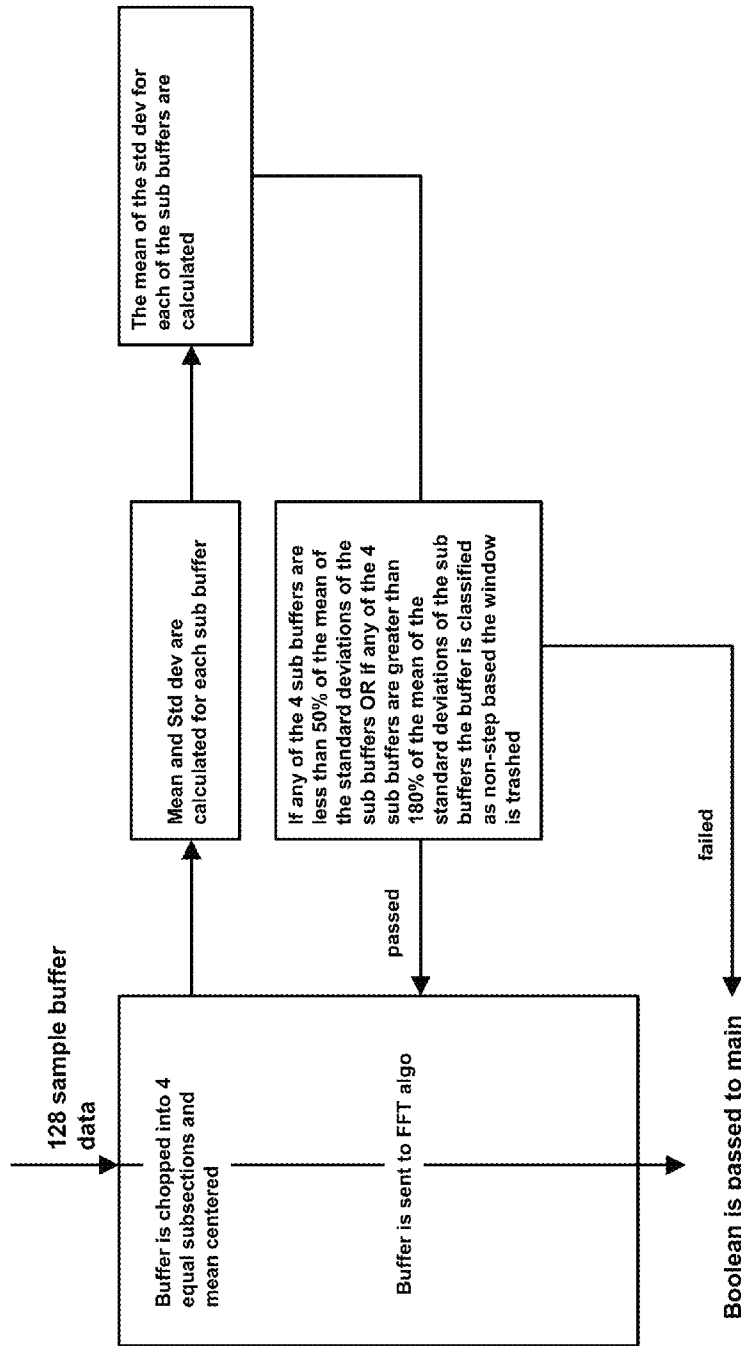 128 sample buffer
data
Buffer is chopped into 4
equal subsections and
mean centered
Mean and Std dev are
calculated for each sub buffer
The mean of the std dev for
each of the sub buffers are
calculated
If any of the 4 sub buffers are
less than 50% of the mean of
the standard deviations of the
sub buffers OR if any of the 4
sub buffers are greater than
180% of the mean of the
standard deviations of the sub
buffers the buffer is classified
as non-step based the window
is trashed
passed
Buffer is sent to FFT algo
failed
Boolean is passed to main